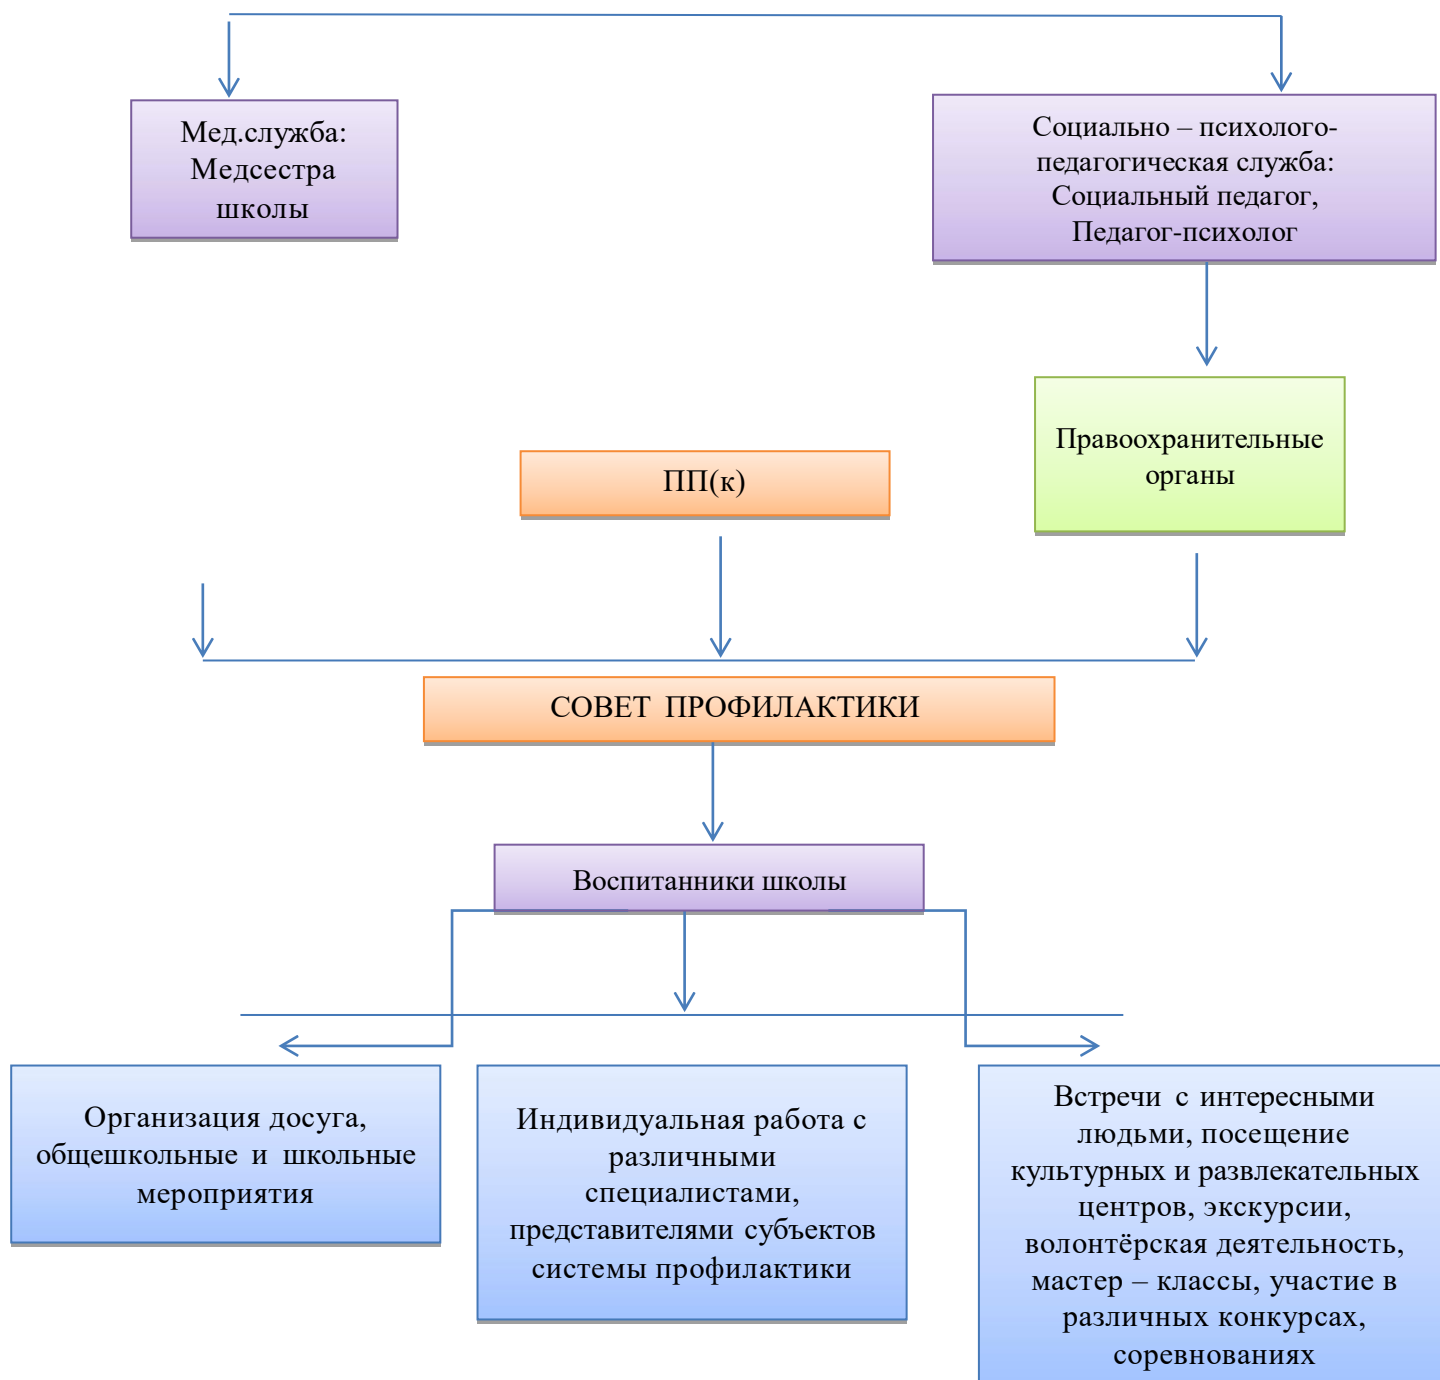 Мед.служба:
Медсестра
школы
Социально – психолого-
педагогическая служба:
Социальный педагог,
Педагог-психолог
Правоохранительные
органы
ПП(к)
СОВЕТ ПРОФИЛАКТИКИ
Воспитанники школы
Организация досуга,
общешкольные и школьные
мероприятия
Индивидуальная работа с
различными
специалистами,
представителями субъектов
системы профилактики
Встречи с интересными
людьми, посещение
культурных и развлекательных
центров, экскурсии,
волонтёрская деятельность,
мастер – классы, участие в
различных конкурсах,
соревнованиях